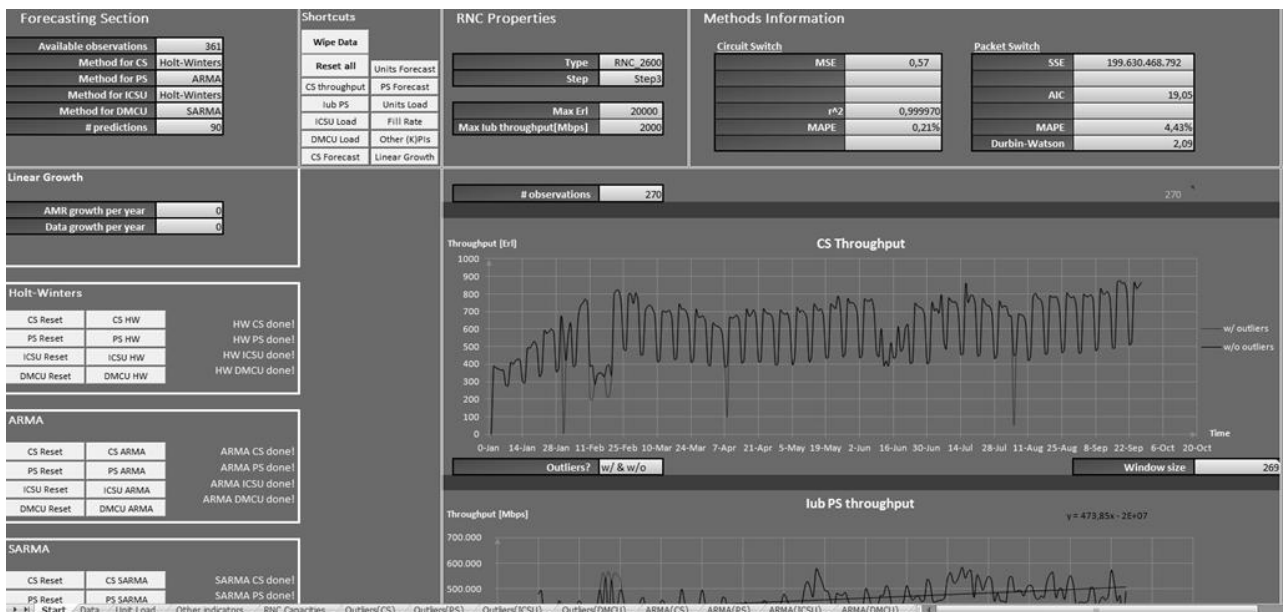 Forecasting Section
Available observations 361
Method for CS Holt-Winters
Method for PS ARMA
Method for ICSU Holt-Winters
Method for DMCU SARMA
# predictions 90
Shortcuts
Wipe Data
Reset all Units Forecast
CS throughput PS Forecast
Iub PS Units Load
ICSU Load Fill Rate
DMCU Load Other (K)PIs
CS Forecast Linear Growth
RNC Properties
Type RNC_2600
Step Step3
Max Erl 20000
Max Iub throughput[Mbps] 2000
Methods Information
Circuit Switch
MSE 0,57
r^2 0,999970
MAPE 0,21%
Packet Switch
SSE 199.630.468.792
AIC 19,05
MAPE 4,43%
Durbin-Watson 2,09
Linear Growth
AMR growth per year 0
Data growth per year 0
Holt-Winters
CS Reset CS HW HW CS done!
PS Reset PS HW HW PS done!
ICSU Reset ICSU HW HW ICSU done!
DMCU Reset DMCU HW HW DMCU done!
ARMA
CS Reset CS ARMA ARMA CS done!
PS Reset PS ARMA ARMA PS done!
ICSU Reset ICSU ARMA ARMA ICSU done!
DMCU Reset DMCU ARMA ARMA DMCU done!
SARMA
CS Reset CS SARMA SARMA CS done!
PS Reset PS SARMA SARMA PS done!
# observations 270
270
Throughput [Erl]
CS Throughput
1000
900
800
700
600
500
400
300
200
100
0
w/ outliers
w/o outliers
Time
0-Jan 14-Jan 28-Jan 11-Feb 25-Feb 10-Mar 24-Mar 7-Apr 21-Apr 5-May 19-May 2-Jun 16-Jun 30-Jun 14-Jul 28-Jul 11-Aug 25-Aug 8-Sep 22-Sep 6-Oct 20-Oct
Outliers? w/ & w/o
Window size 269
Throughput [Mbps]
Iub PS throughput
y = 473,85x - 2E+07
700.000
600.000
500.000
Start Data Unit Load Other indicators RNC Capacities Outliers(CS) Outliers(PS) Outliers(ICSU) Outliers(DMCU) ARMA(CS) ARMA(PS) ARMA(ICSU) ARMA(DMCU)